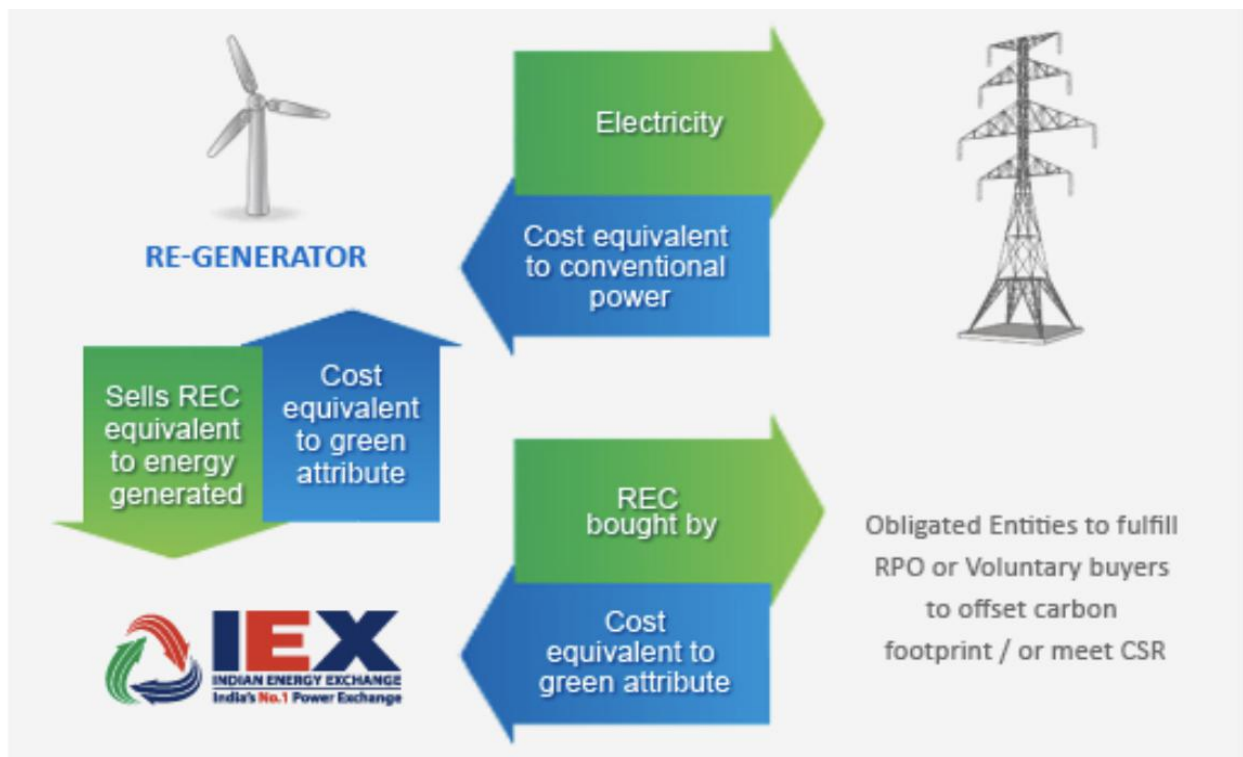 Electricity
Cost equivalent
to conventional
power
RE-GENERATOR
Sells REC
equivalent
to energy
generated
Cost
equivalent
to green
attribute
REC
bought by
Cost
equivalent to
green attribute
Obligated Entities to fulfill
RPO or Voluntary buyers
to offset carbon
footprint / or meet CSR
IEX
INDIAN ENERGY EXCHANGE
India's No.1 Power Exchange